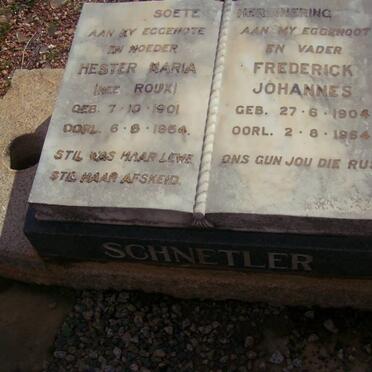 SOETE HERINNERING
AAN MY EGGENOTE
EN MOEDER
HESTER MARIA
(NEE ROUX)
GEB. 7·10·1901
OORL. 6·8·1954.
STIL WAS HAAR LEWE
STIL HAAR AFSKEID.
AAN MY EGGENOOT
EN VADER
FREDERICK
JOHANNES
GEB. 27·6·1904
OORL. 2·8·1964
ONS GUN JOU DIE RUS
SCHNETLER